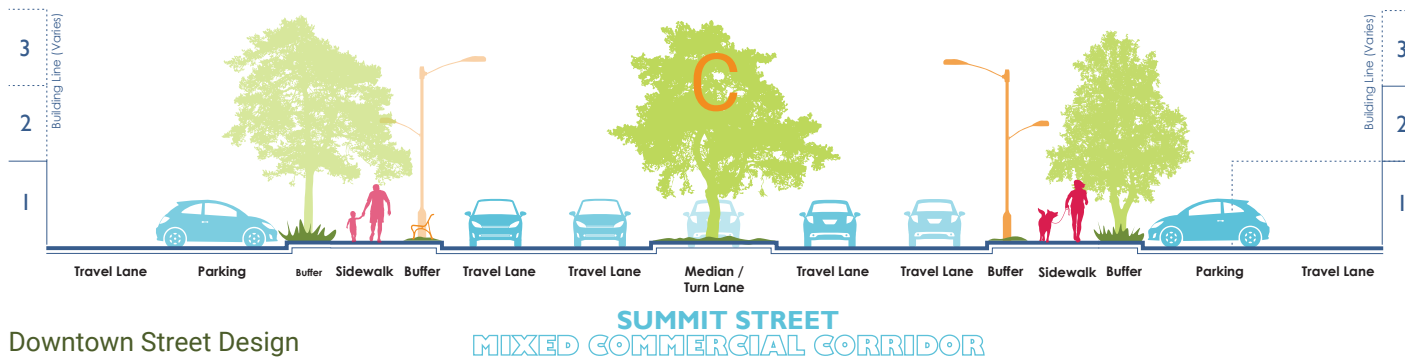 3
2
1
Building Line (Varies)
C
Building Line (Varies)
3
2
1
Travel Lane
Parking
Buffer
Sidewalk
Buffer
Travel Lane
Travel Lane
Median /
Turn Lane
Travel Lane
Travel Lane
Buffer
Sidewalk
Buffer
Parking
Travel Lane
SUMMIT STREET
MIXED COMMERCIAL CORRIDOR
Downtown Street Design